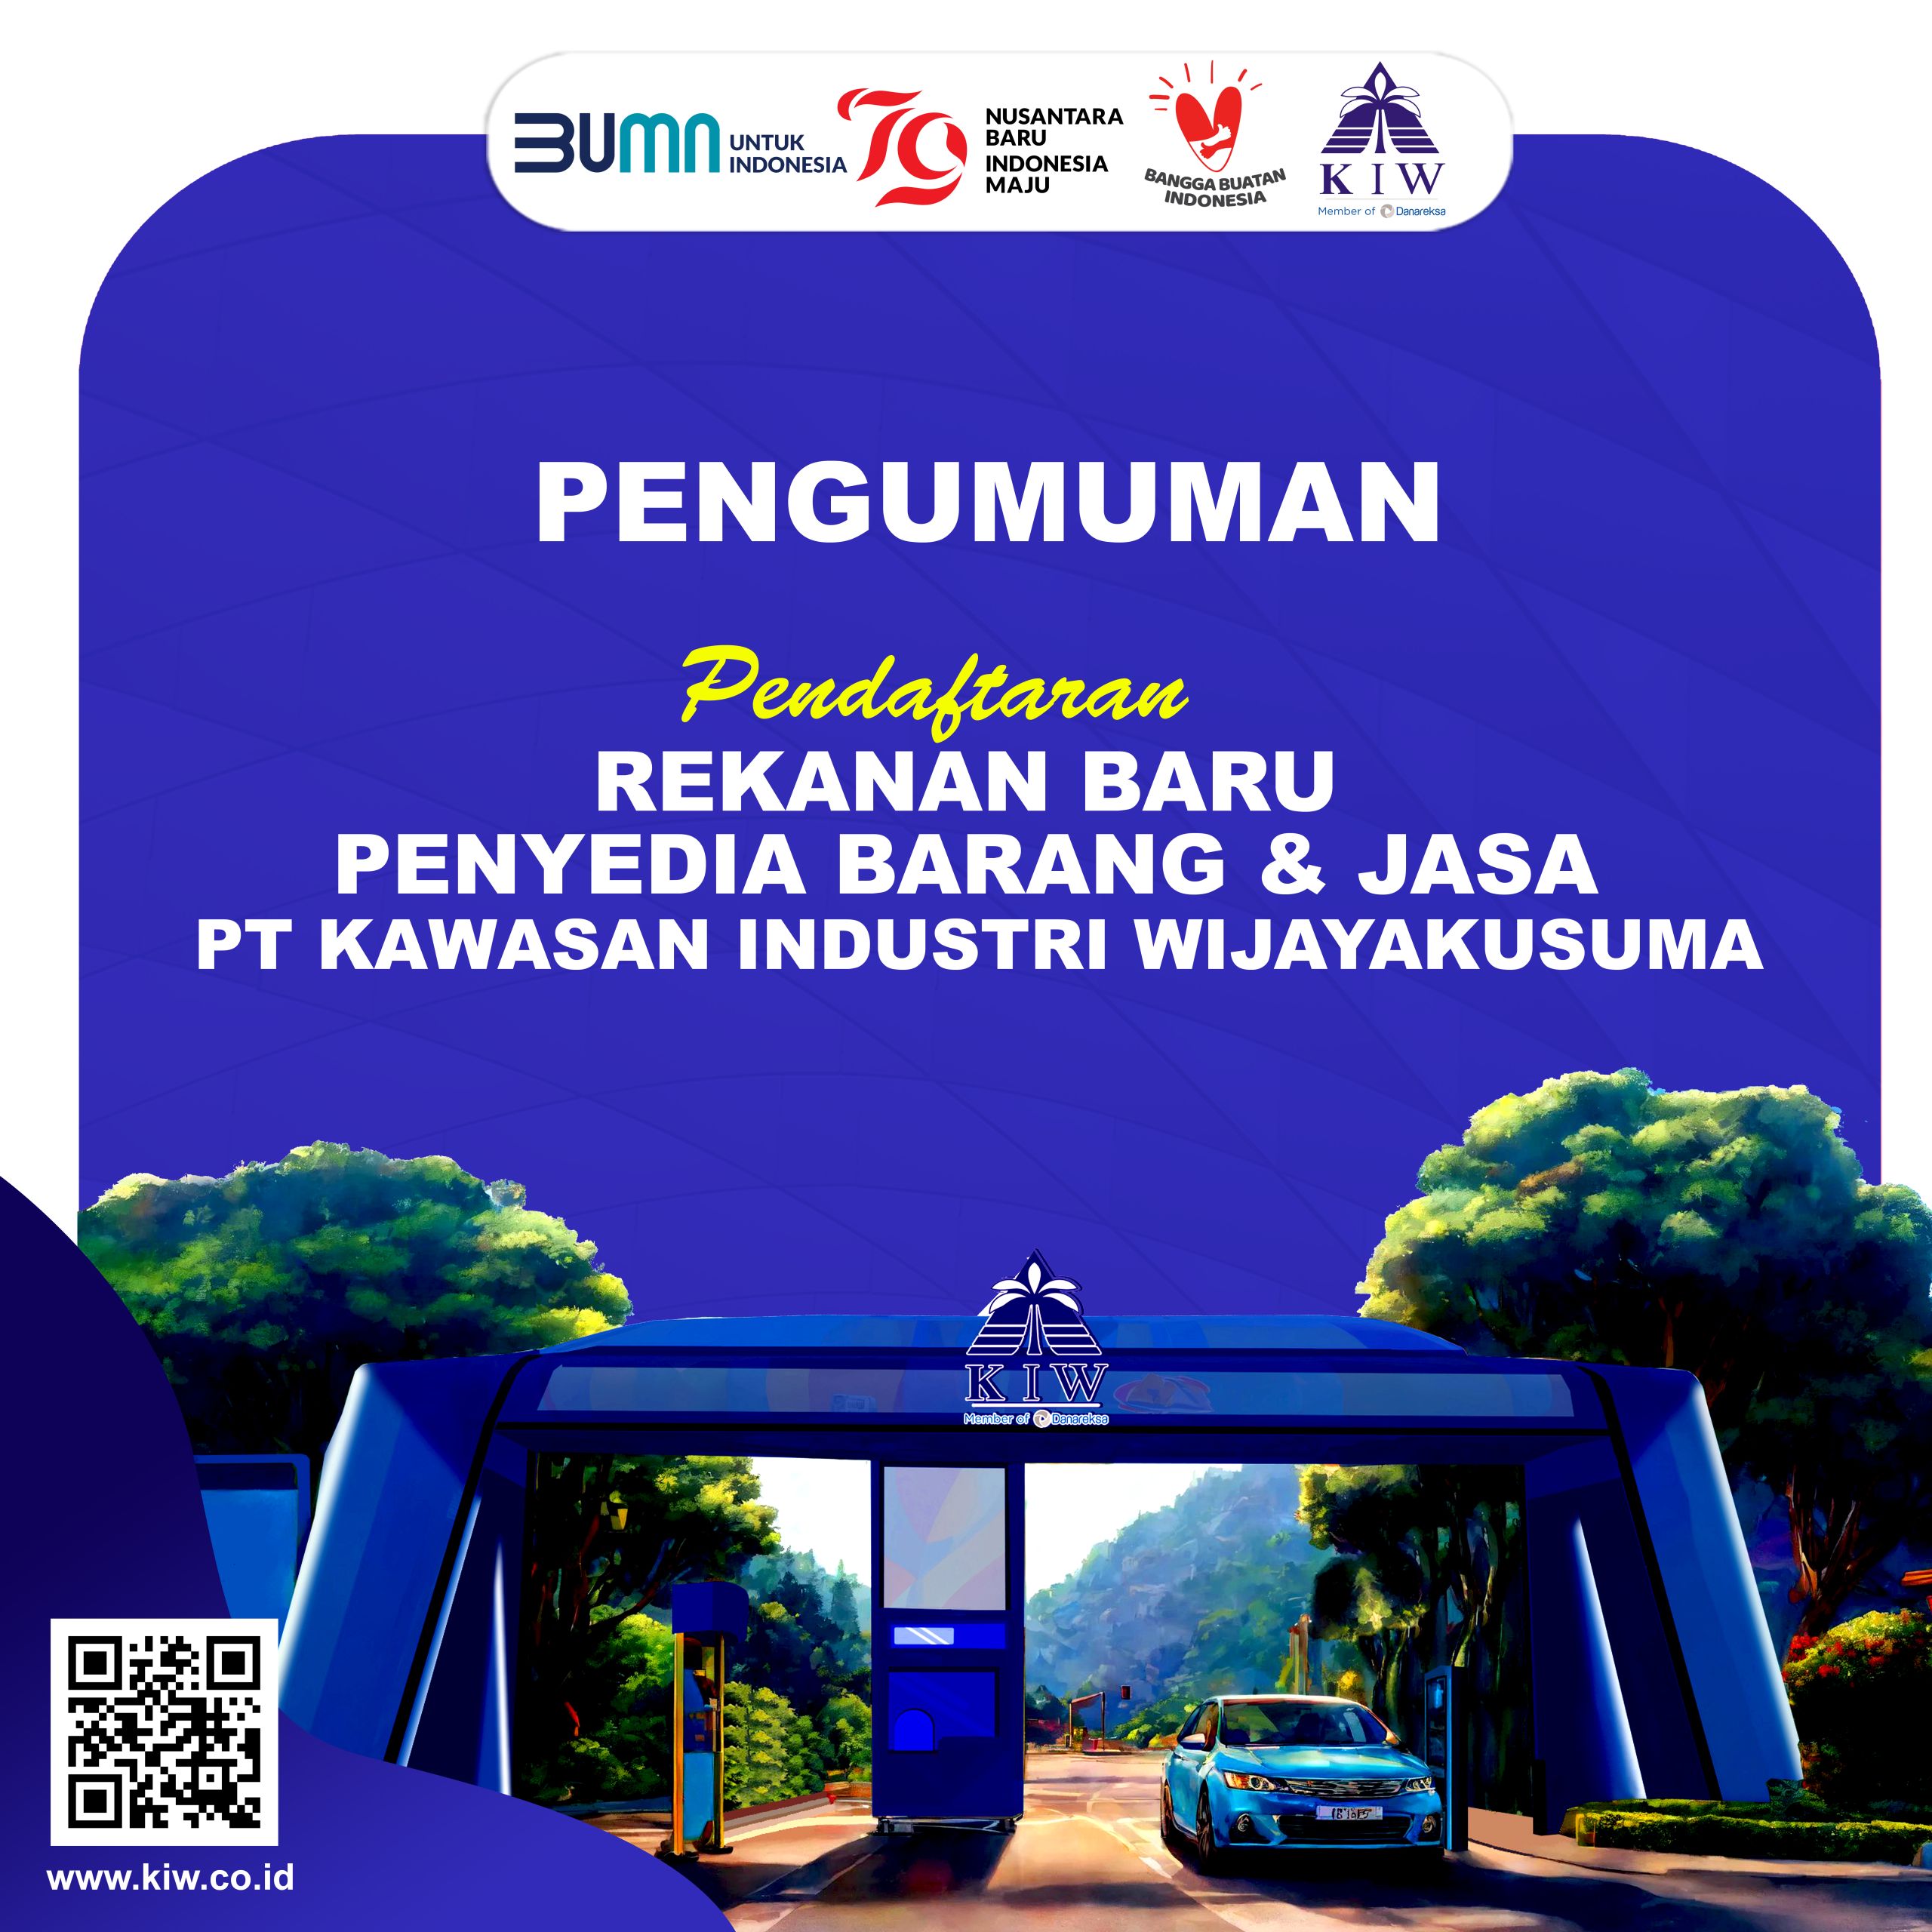 BUMN UNTUK
INDONESIA
79
NUSANTARA
BARU
INDONESIA
MAJU
BANGGA BUATAN
INDONESIA
KIW
Member of Danareksa
PENGUMUMAN
Pendaftaran
REKANAN BARU
PENYEDIA BARANG & JASA
PT KAWASAN INDUSTRI WIJAYAKUSUMA
KIW
Member of Danareksa
www.kiw.co.id